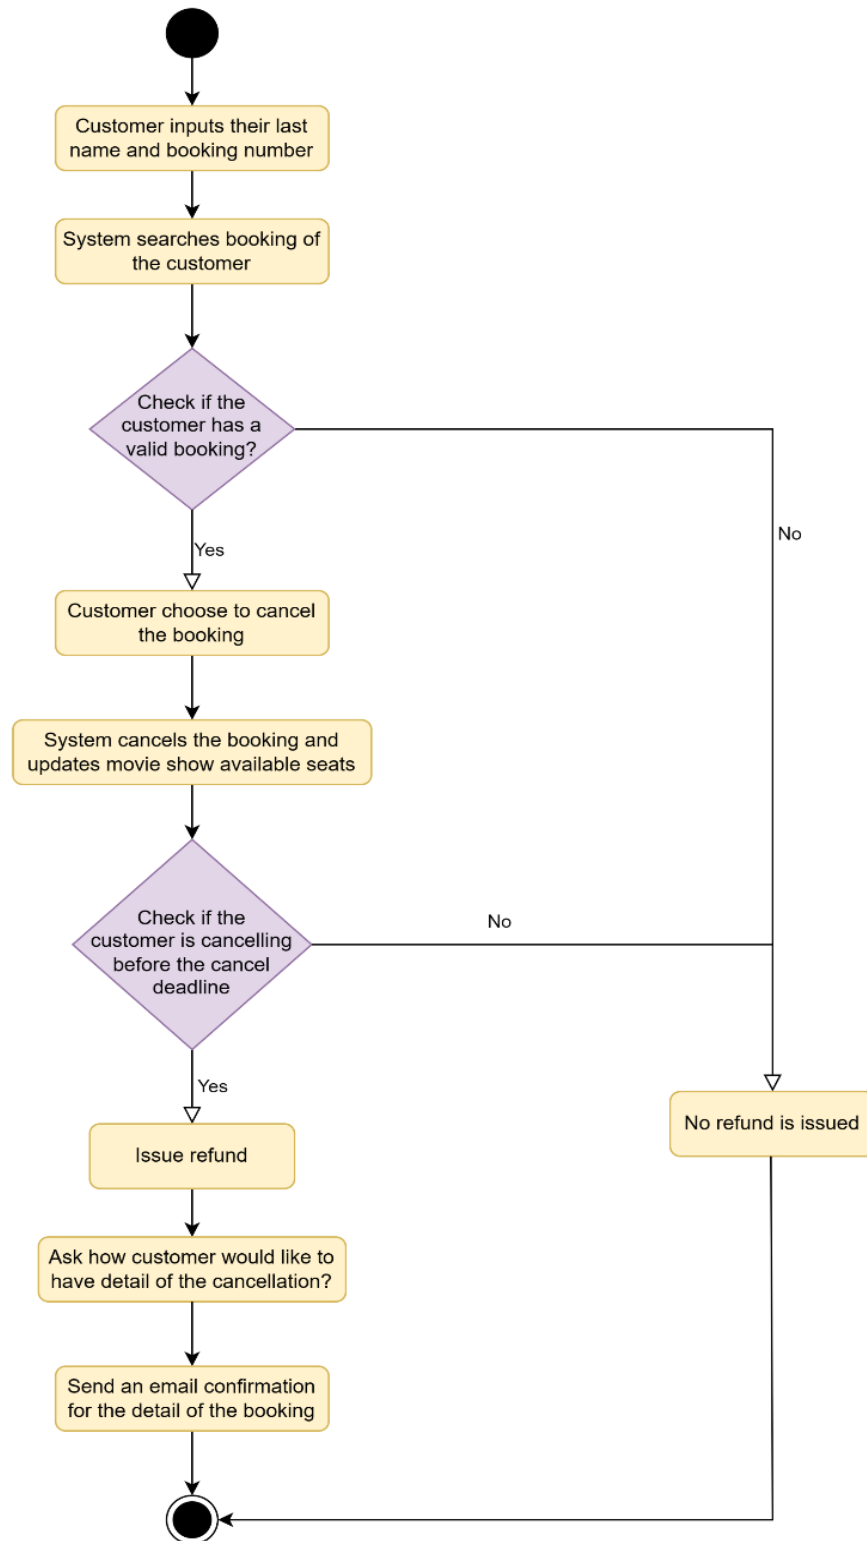 Customer inputs their last
name and booking number
System searches booking of
the customer
Check if the
customer has a
valid booking?
No
Yes
Customer choose to cancel
the booking
System cancels the booking and
updates movie show available seats
Check if the
customer is cancelling
before the cancel
deadline
No
Yes
No refund is issued
Issue refund
Ask how customer would like to
have detail of the cancellation?
Send an email confirmation
for the detail of the booking